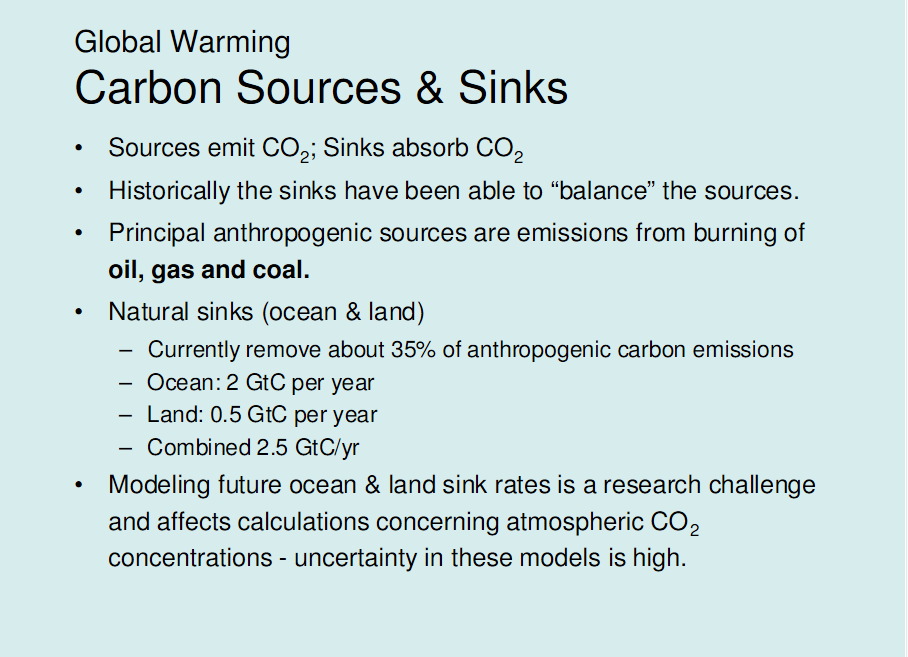 Global Warming
Carbon Sources & Sinks
• Sources emit CO₂; Sinks absorb CO₂
• Historically the sinks have been able to “balance” the sources.
• Principal anthropogenic sources are emissions from burning of
oil, gas and coal.
• Natural sinks (ocean & land)
– Currently remove about 35% of anthropogenic carbon emissions
– Ocean: 2 GtC per year
– Land: 0.5 GtC per year
– Combined 2.5 GtC/yr
• Modeling future ocean & land sink rates is a research challenge
and affects calculations concerning atmospheric CO₂
concentrations - uncertainty in these models is high.